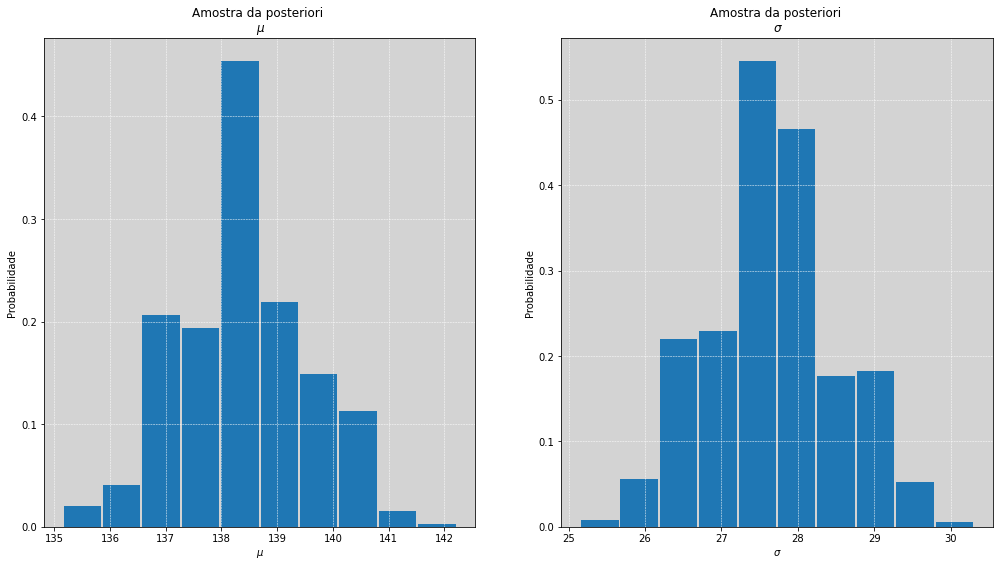 Amostra da posteriori
μ
Probabilidade
0.4
0.3
0.2
0.1
0.0
135 136 137 138 139 140 141 142
μ
Amostra da posteriori
σ
Probabilidade
0.5
0.4
0.3
0.2
0.1
0.0
25 26 27 28 29 30
σ